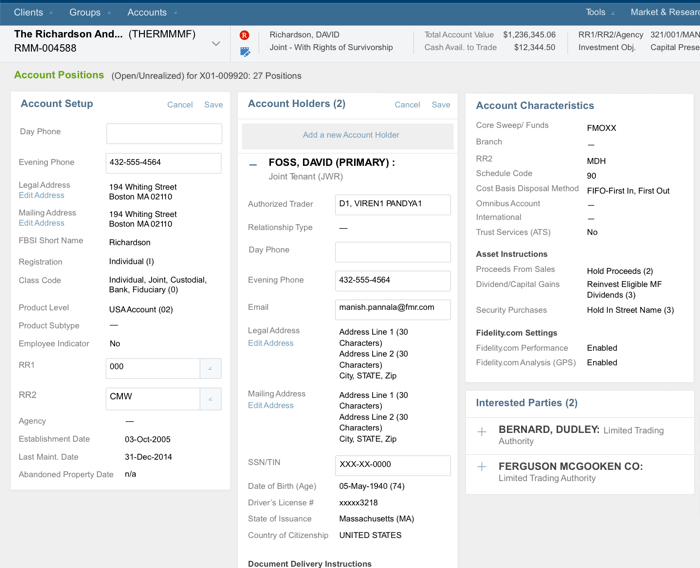 Clients Groups Accounts Tools Market & Resear
The Richardson And... (THERMMMF)
RMM-004588
R
Richardson, DAVID
Joint - With Rights of Survivorship
Total Account Value $1,236,345.06
Cash Avail. to Trade $12,344.50
RR1/RR2/Agency 321/001/MAN
Investment Obj. Capital Prese
Account Positions (Open/Unrealized) for X01-009920: 27 Positions
Account Setup Cancel Save
Day Phone
Evening Phone 432-555-4564
Legal Address 194 Whiting Street
Edit Address Boston MA 02110
Mailing Address 194 Whiting Street
Edit Address Boston MA 02110
FBSI Short Name Richardson
Registration Individual (I)
Class Code Individual, Joint, Custodial,
Bank, Fiduciary (0)
Product Level USAAccount (02)
Product Subtype —
Employee Indicator No
RR1 000
RR2 CMW
Agency —
Establishment Date 03-Oct-2005
Last Maint. Date 31-Dec-2014
Abandoned Property Date n/a
Account Holders (2) Cancel Save
Add a new Account Holder
— FOSS, DAVID (PRIMARY) :
Joint Tenant (JWR)
Authorized Trader D1, VIREN1 PANDYA1
Relationship Type —
Day Phone
Evening Phone 432-555-4564
Email manish.pannala@fmr.com
Legal Address Address Line 1 (30
Edit Address Characters)
Address Line 2 (30
Characters)
City, STATE, Zip
Mailing Address Address Line 1 (30
Edit Address Characters)
Address Line 2 (30
Characters)
City, STATE, Zip
SSN/TIN XXX-XX-0000
Date of Birth (Age) 05-May-1940 (74)
Driver's License # xxxxx3218
State of Issuance Massachusetts (MA)
Country of Citizenship UNITED STATES
Document Delivery Instructions
Account Characteristics
Core Sweep/ Funds FMOXX
Branch —
RR2 MDH
Schedule Code 90
Cost Basis Disposal Method FIFO-First In, First Out
Omnibus Account —
International —
Trust Services (ATS) No
Asset Instructions
Proceeds From Sales Hold Proceeds (2)
Dividend/Capital Gains Reinvest Eligible MF
Dividends (3)
Security Purchases Hold In Street Name (3)
Fidelity.com Settings
Fidelity.com Performance Enabled
Fidelity.com Analysis (GPS) Enabled
Interested Parties (2)
+ BERNARD, DUDLEY: Limited Trading
Authority
+ FERGUSON MCGOOKEN CO:
Limited Trading Authority